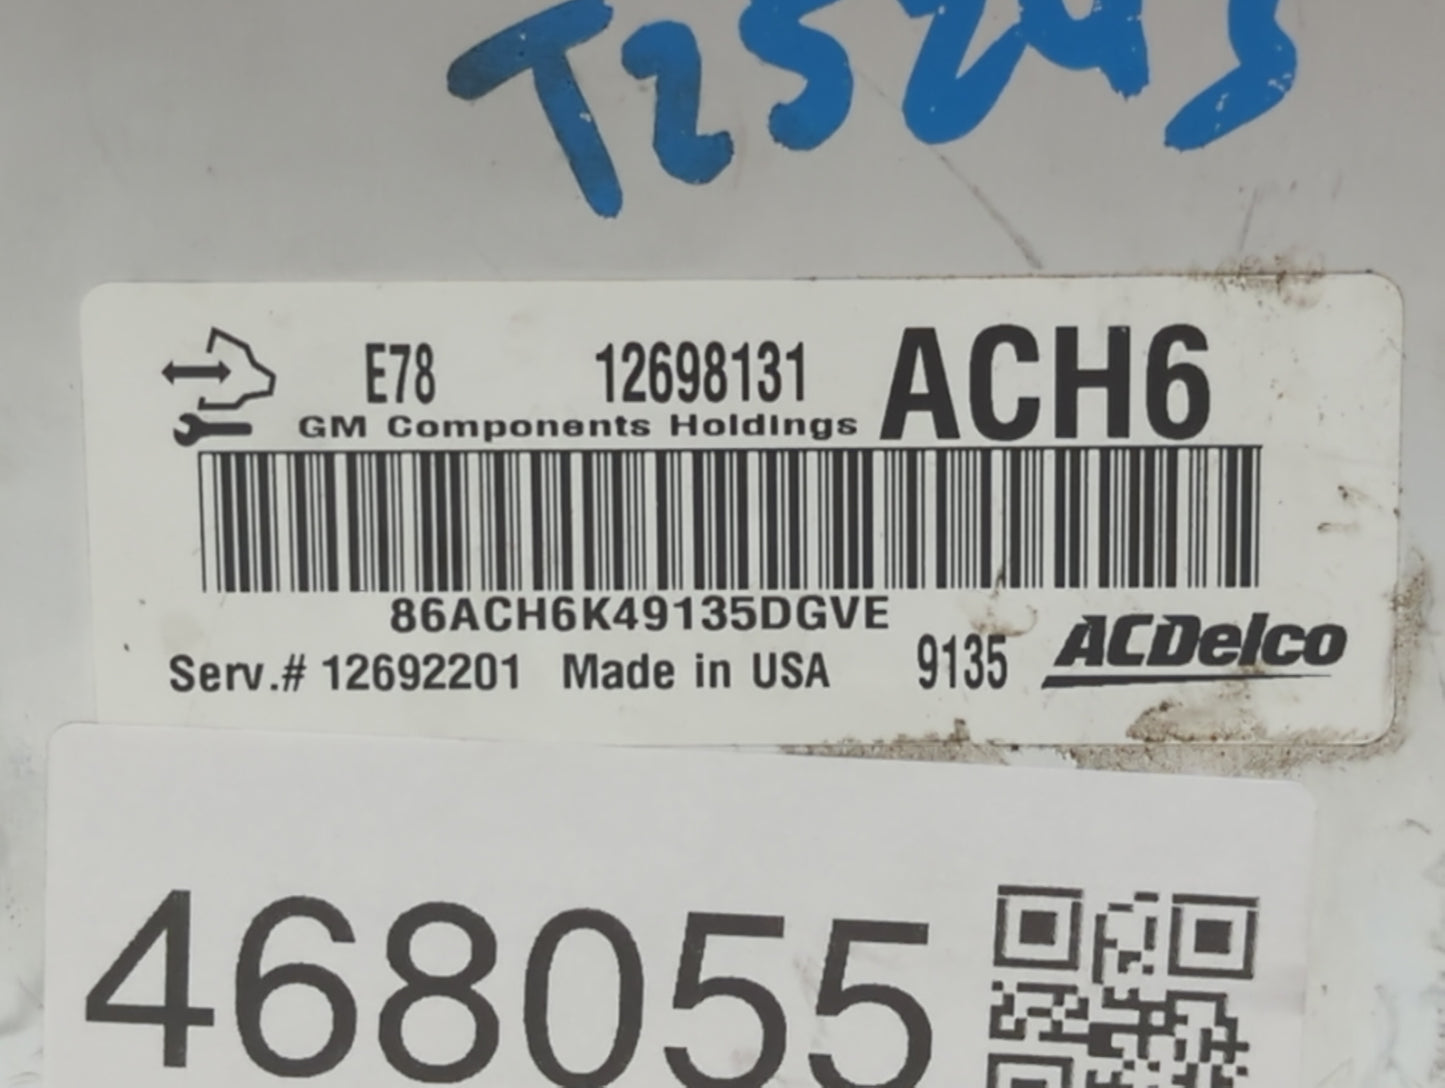 E78 12698131 ACH6
GM Components Holdings
86ACH6K49135DGVE
Serv.# 12692201 Made in USA 9135 ACDelco
468055